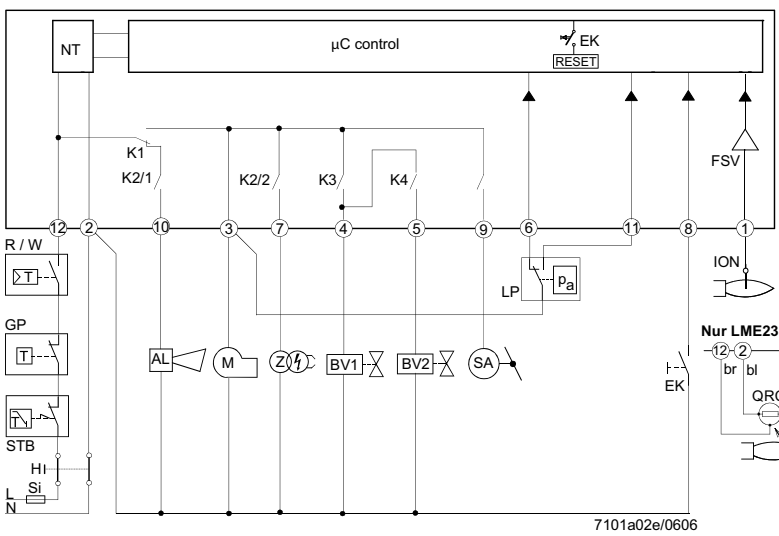 NT
µC control
EK
RESET
FSV
K1
K2/1
K2/2
K3
K4
12
2
10
3
7
4
5
9
6
11
8
1
R / W
T
LP
pa
ION
GP
T
Nur LME23
12 2
br bl
AL
M
Z
BV1
BV2
SA
EK
STB
T
H
L
Si
N
7101a02e/0606